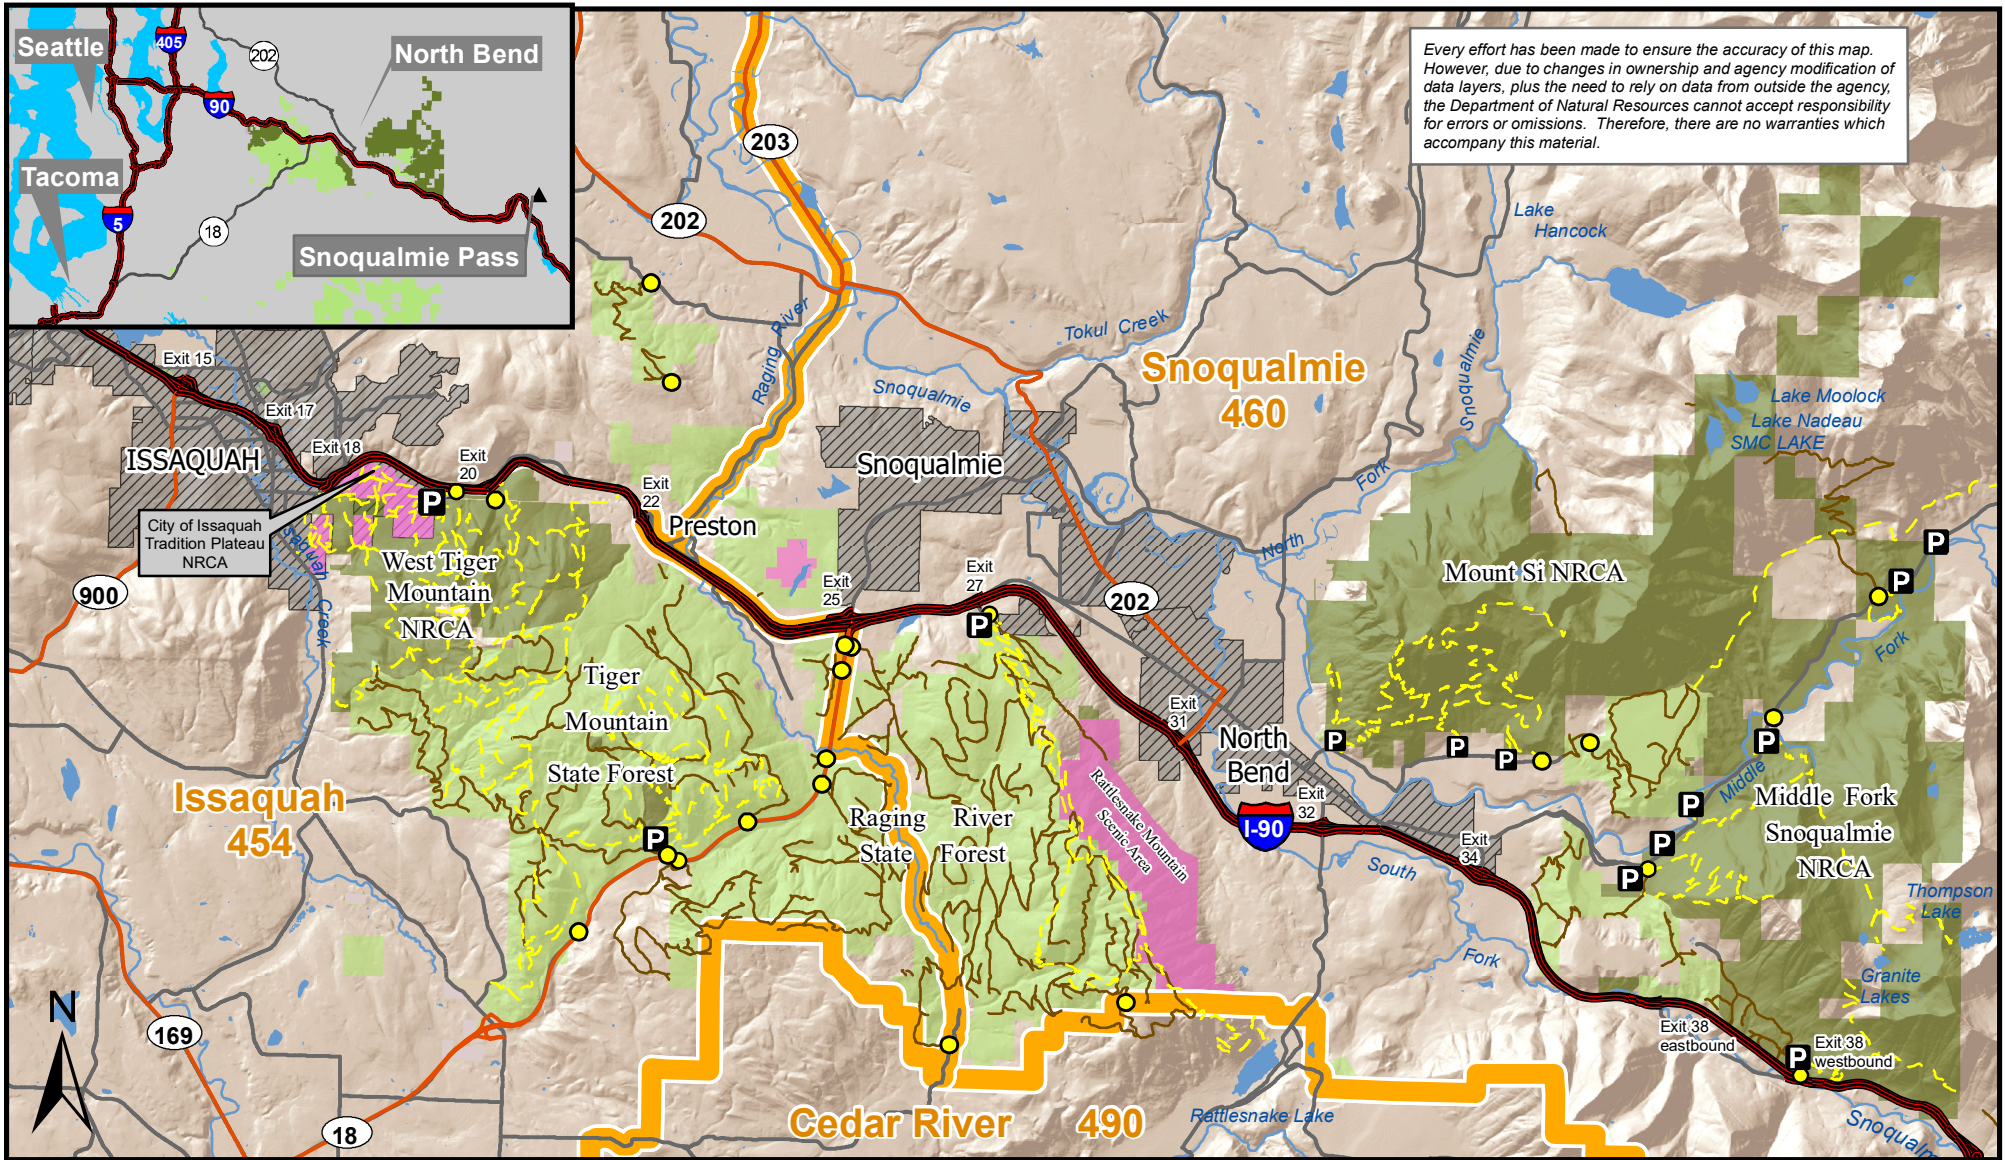 Seattle
405
202
North Bend
90
Tacoma
5
18
Snoqualmie Pass
Every effort has been made to ensure the accuracy of this map.
However, due to changes in ownership and agency modification of
data layers, plus the need to rely on data from outside the agency,
the Department of Natural Resources cannot accept responsibility
for errors or omissions. Therefore, there are no warranties which
accompany this material.
203
202
Lake
Hancock
Raging River
Tokul Creek
Snoqualmie
460
Snoqualmie
Snoqualmie
Lake Moolock
Lake Nadeau
SMC LAKE
Exit 15
Exit 17
Exit 18
ISSAQUAH
Exit
20
Exit
22
Preston
Snoqualmie
Fork
North
P
City of Issaquah
Tradition Plateau
NRCA
saquah
Creek
West Tiger
Mountain
NRCA
900
Exit
25
Exit
27
P
202
Mount Si NRCA
P
P
Fork
Tiger
Mountain
State Forest
Exit
31
North
Bend
P
P
P
P
Middle
Rattlesnake Mountain
Scenic Area
Issaquah
454
P
Raging River
State Forest
I-90
Exit
32
Exit
34
South
Fork
P
P
P
Middle Fork
Snoqualmie
NRCA
Thompson
Lake
Granite
Lakes
N
169
18
Exit 38
eastbound
P
Exit 38
westbound
Cedar River 490
Rattlesnake Lake
Snoqualm